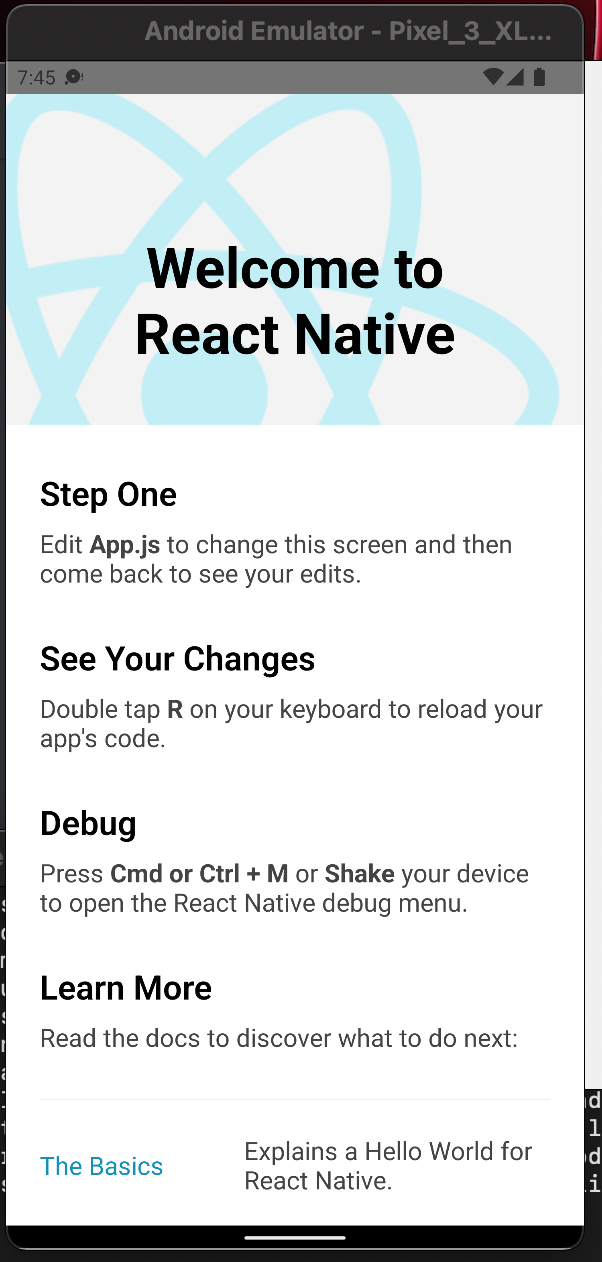 Android Emulator - Pixel_3_XL...
7:45
Welcome to
React Native
Step One
Edit App.js to change this screen and then
come back to see your edits.
See Your Changes
Double tap R on your keyboard to reload your
app's code.
Debug
Press Cmd or Ctrl + M or Shake your device
to open the React Native debug menu.
Learn More
Read the docs to discover what to do next:
The Basics
Explains a Hello World for
React Native.